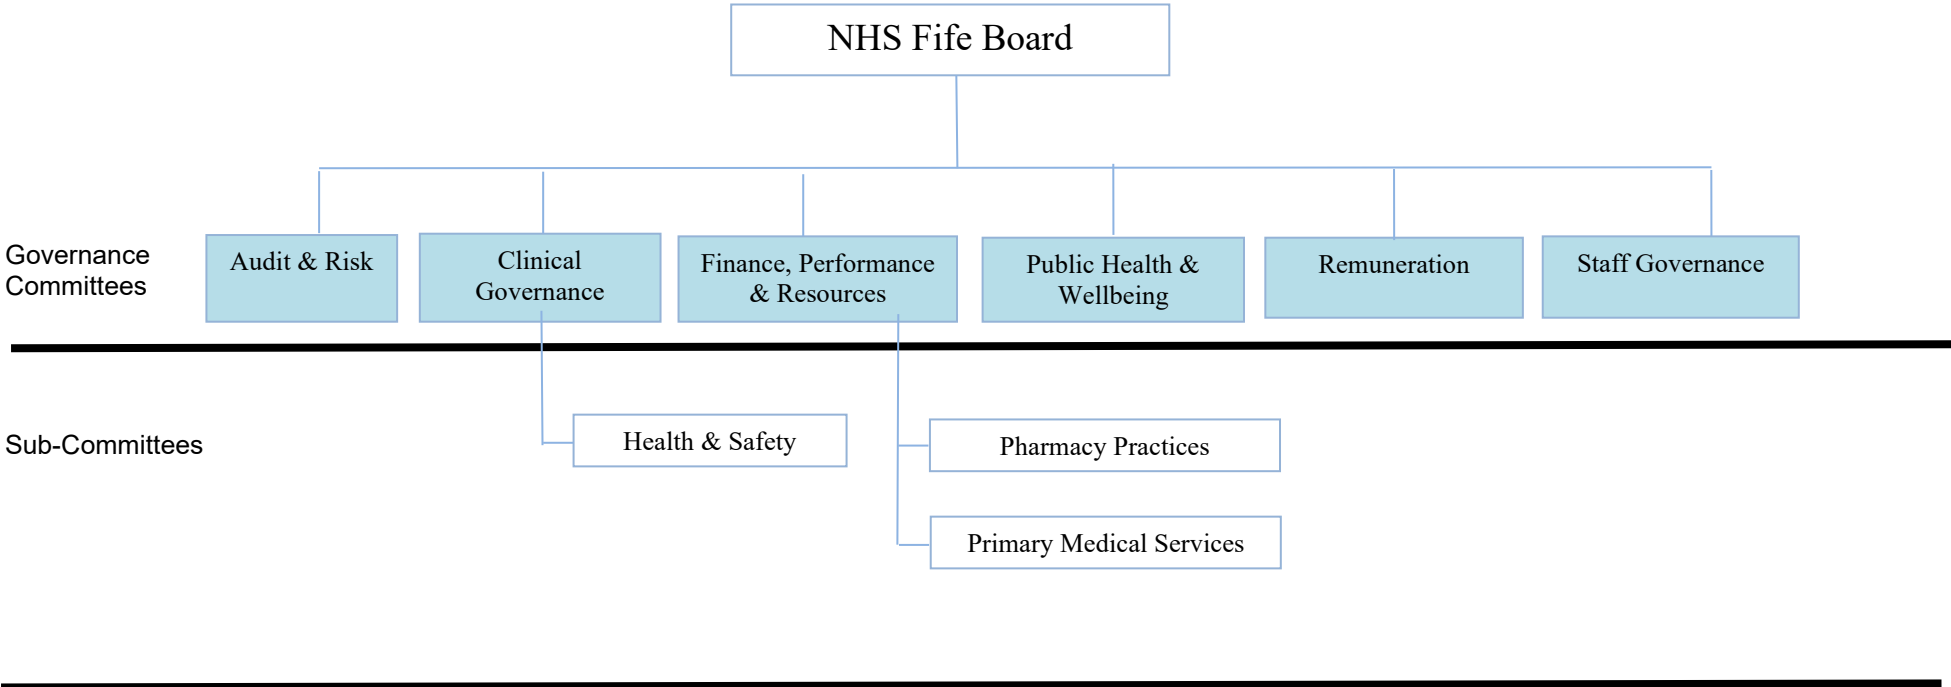 NHS Fife Board
Governance
Committees
Audit & Risk
Clinical
Governance
Finance, Performance
& Resources
Public Health &
Wellbeing
Remuneration
Staff Governance
Sub-Committees
Health & Safety
Pharmacy Practices
Primary Medical Services